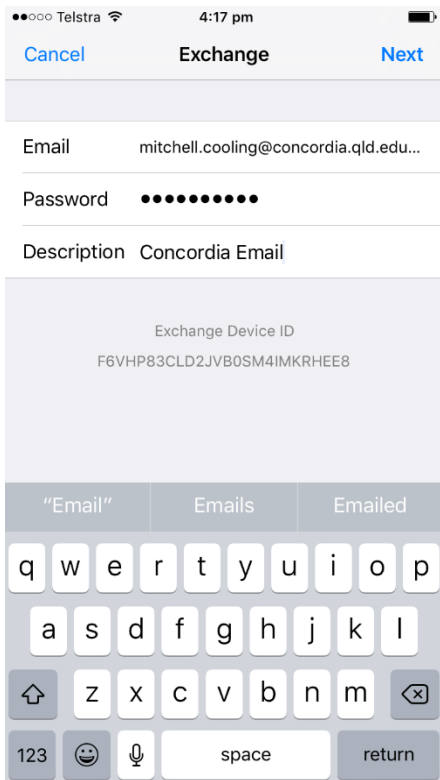 Telstra 4:17 pm
Cancel Exchange Next
Email mitchell.cooling@concordia.qld.edu...
Password ●●●●●●●●●●
Description Concordia Email
Exchange Device ID
F6VHP83CLD2JVB0SM4IMKRHEE8
“Email” Emails Emailed
q w e r t y u i o p
a s d f g h j k l
z x c v b n m
123 space return